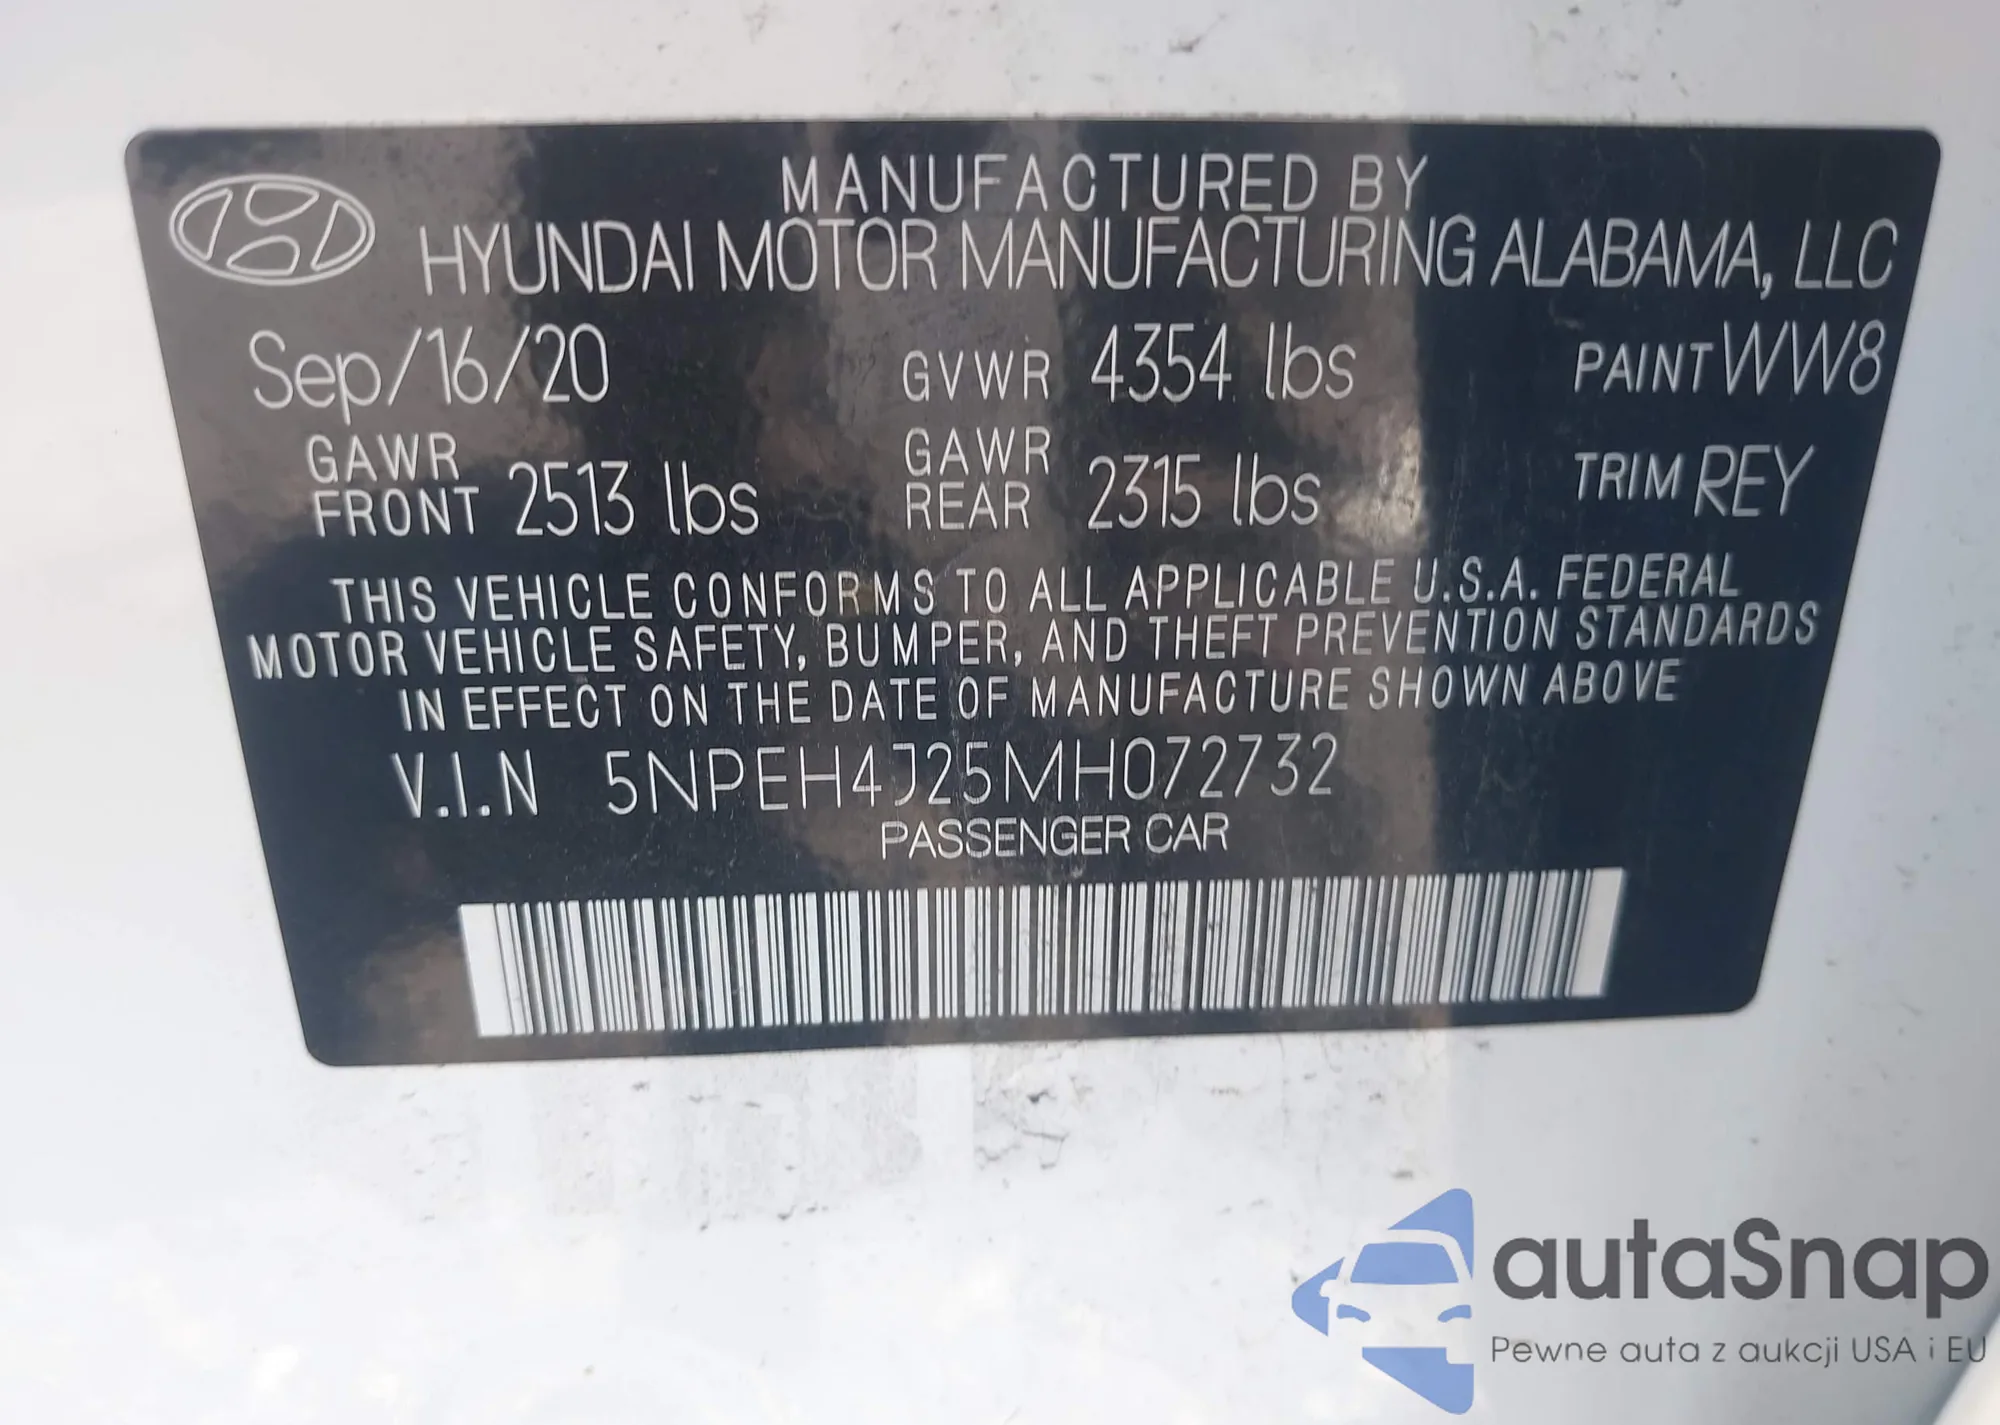 MANUFACTURED BY
HYUNDAI MOTOR MANUFACTURING ALABAMA, LLC
Sep/16/20 GVWR 4354 lbs PAINT WW8
GAWR FRONT 2513 lbs GAWR REAR 2315 lbs TRIM REY
THIS VEHICLE CONFORMS TO ALL APPLICABLE U.S.A. FEDERAL
MOTOR VEHICLE SAFETY, BUMPER, AND THEFT PREVENTION STANDARDS
IN EFFECT ON THE DATE OF MANUFACTURE SHOWN ABOVE
V.I.N 5NPEH4J25MH072732
PASSENGER CAR
autaSnap
Pewne auta z aukcji USA i EU